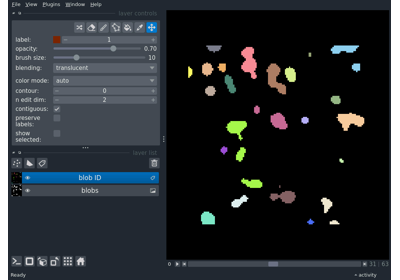 File View Plugins Window Help
layer controls
label: 1
opacity: 0.70
brush size: 10
blending: translucent
color mode: auto
contour: 0
n edit dim: 2
contiguous:
preserve
labels:
show
selected:
layer list
blob ID
blobs
31 63
Ready
activity